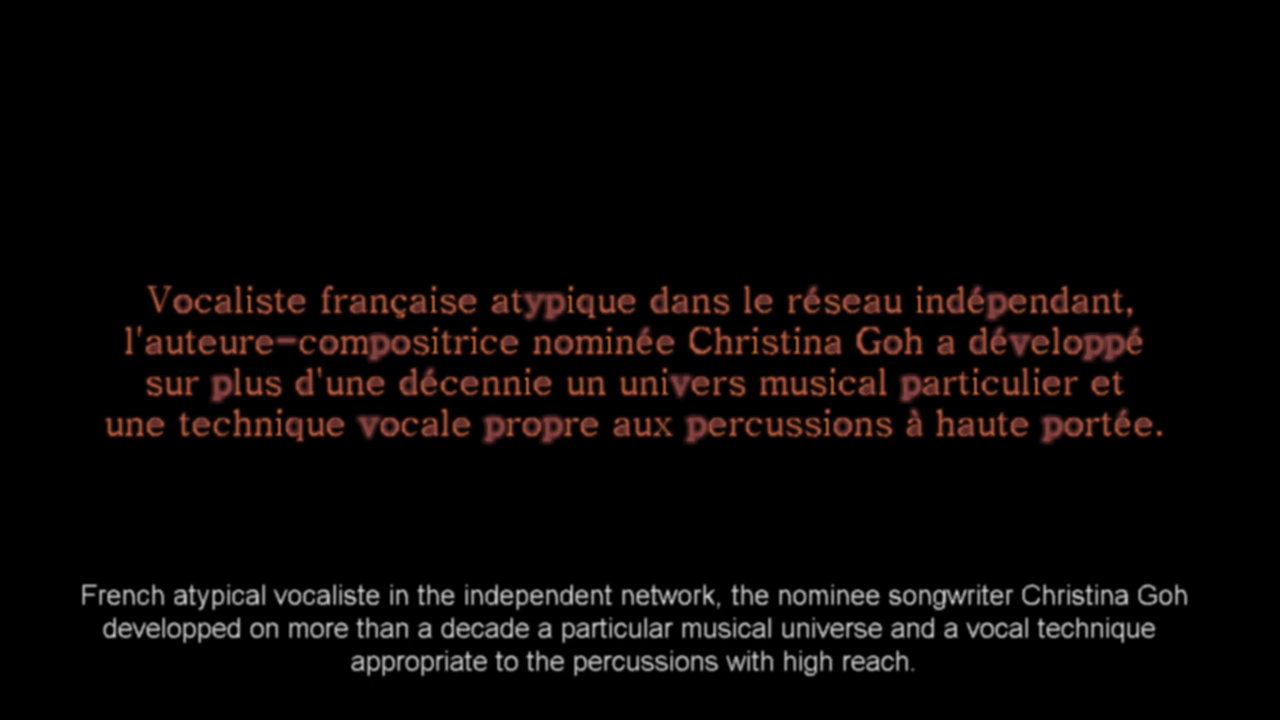 Vocaliste française atypique dans le réseau indépendant,
l'auteure-compositrice nominée Christina Goh a développé
sur plus d'une décennie un univers musical particulier et
une technique vocale propre aux percussions à haute portée.
French atypical vocaliste in the independent network, the nominee songwriter Christina Goh
developped on more than a decade a particular musical universe and a vocal technique
appropriate to the percussions with high reach.